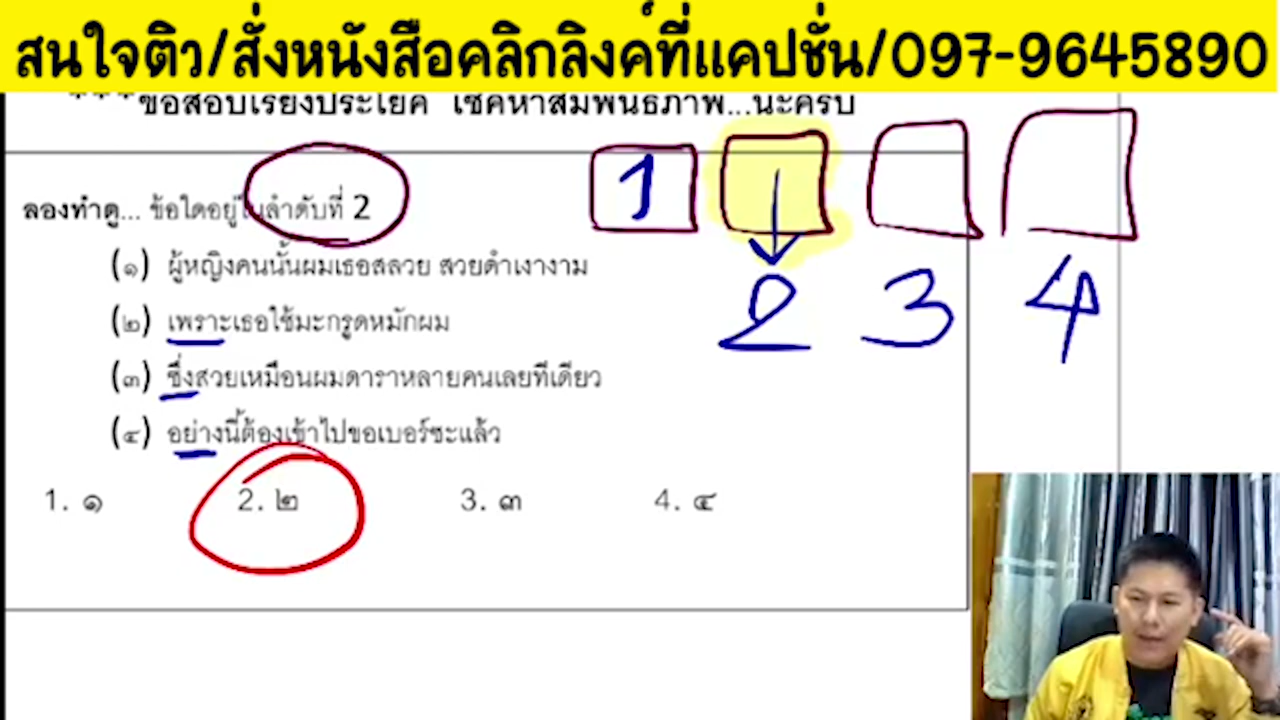 สนใจติว/สั่งหนังสือคลิกลิงค์ที่แคปชั่น/097-9645890
***ข้อสอบเรียงประโยค เช็คหาสัมพันธภาพ...นะครับ
1
ลองทำดู... ข้อใดอยู่ในลำดับที่ 2
(๑) ผู้หญิงคนนั้นผมเธอสลวย สวยดำเงางาม
2 3 4
(๒) เพราะเธอใช้มะกรูดหมักผม
(๓) ซึ่งสวยเหมือนผมดาราหลายคนเลยทีเดียว
(๔) อย่างนี้ต้องเข้าไปขอเบอร์ซะแล้ว
1. ๑ 2. ๒ 3. ๓ 4. ๔